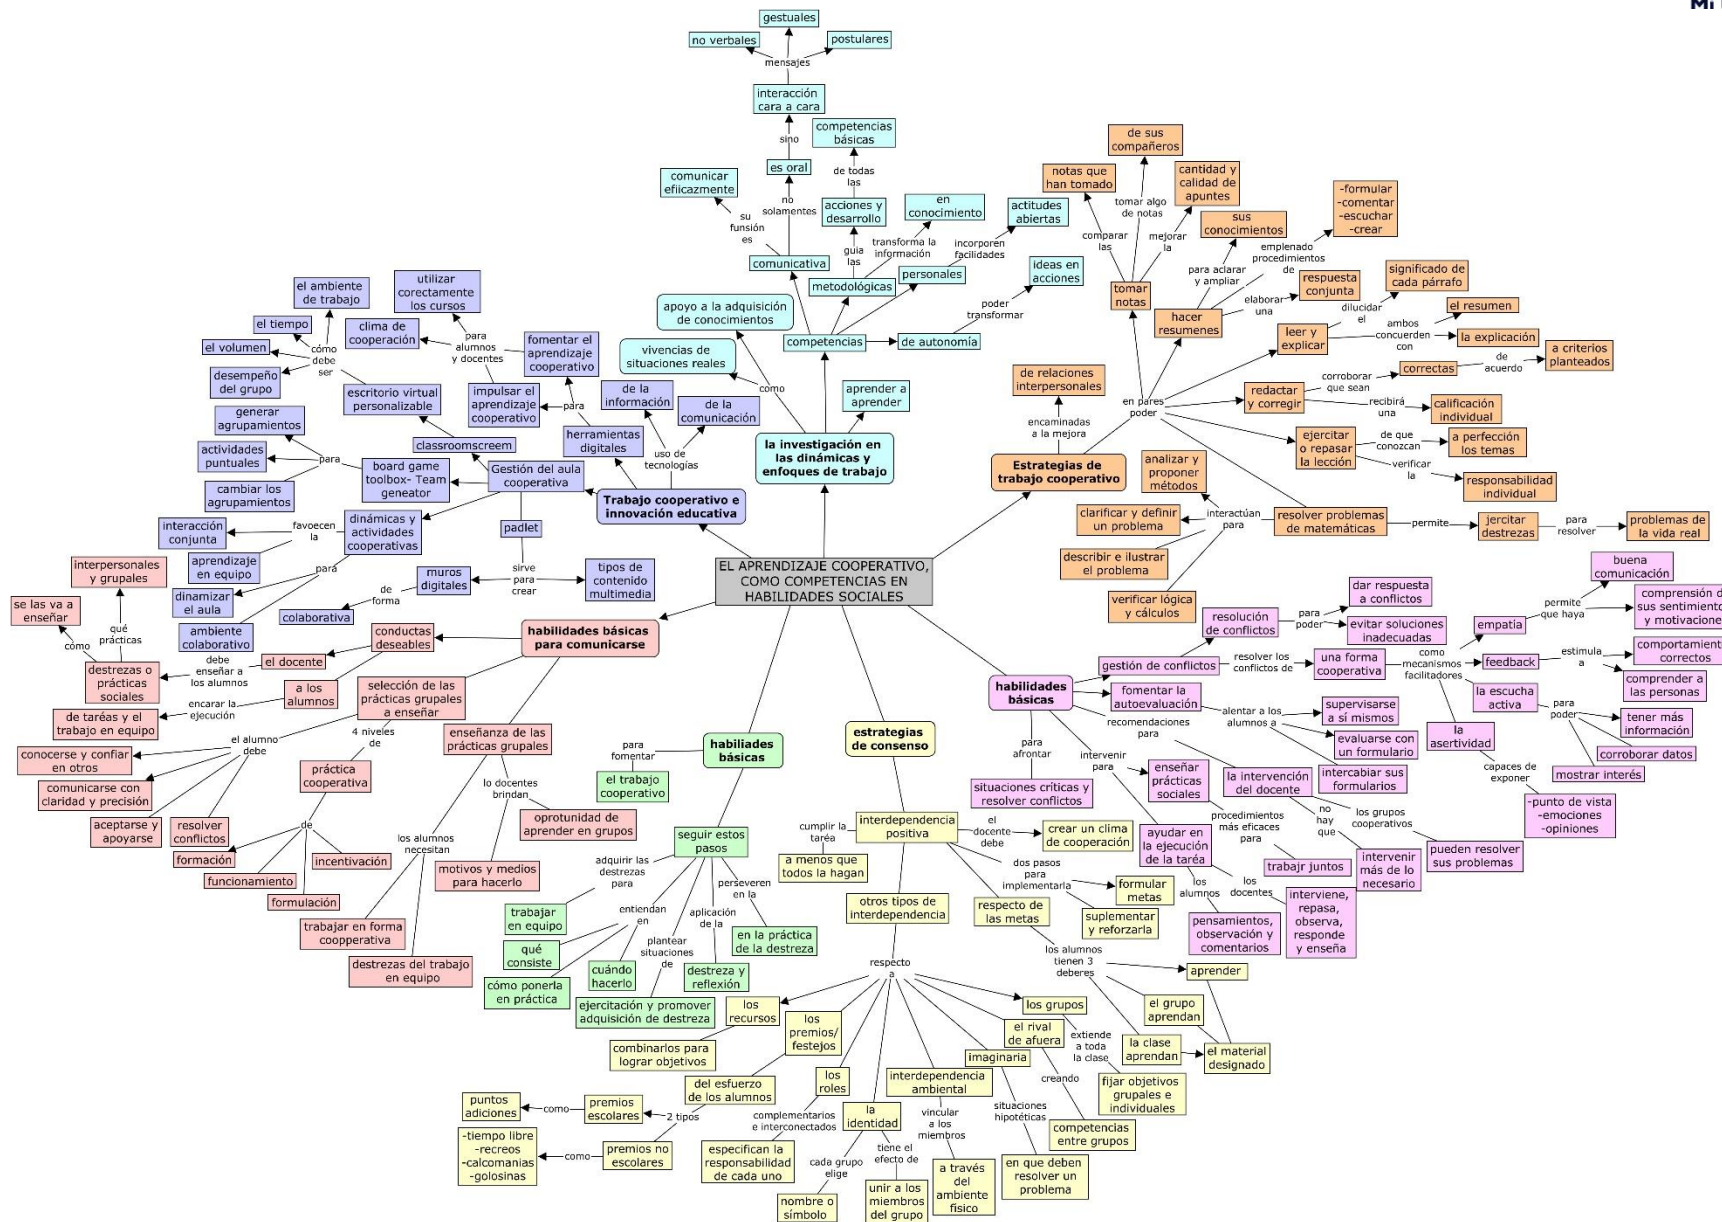 gestuales
no verbales
postulares
mensajes
interacción
cara a cara
sino
es oral
no
solamentes
comunicar
efiicazmente
su
funsión
es
comunicativa
competencias
básicas
de todas
las
acciones y
desarrollo
guia
las
en
conocimiento
transforma la
información
metodológicas
actitudes
abiertas
incorporen
facilidades
personales
ideas en
acciones
poder
transformar
de autonomía
competencias
apoyo a la adquisición
de conocimientos
vivencias de
situaciones reales
como
aprender a
aprender
la investigación en
las dinámicas y
enfoques de trabajo
de sus
compañeros
notas que
han tomado
cantidad y
calidad de
apuntes
tomar algo
de notas
comparar
las
mejorar
la
tomar
notas
sus
conocimientos
-formular
-comentar
-escuchar
-crear
para aclarar
y ampliar
emplenado
procedimientos
de
respuesta
conjunta
elaborar
una
hacer
resumenes
significado de
cada párrafo
dilucidar
el
leer y
explicar
el resumen
ambos
concuerden
con
la explicación
a criterios
planteados
de
acuerdo
correctas
corroborar
que sean
redactar
y corregir
recibirá
una
calificación
individual
ejercitar
o repasar
la lección
de que
conozcan
a perfección
los temas
verificar
la
responsabilidad
individual
en pares
poder
de relaciones
interpersonales
encaminadas
a la mejora
Estrategias de
trabajo cooperativo
analizar y
proponer
métodos
clarificar y definir
un problema
interactúan
para
describir e ilustrar
el problema
verificar lógica
y cálculos
resolver problemas
de matemáticas
permite
jercitar
destrezas
para
resolver
problemas de
la vida real
el ambiente
de trabajo
el tiempo
el volumen
desempeño
del grupo
cómo
debe
ser
escritorio virtual
personalizable
classroomscreem
utilizar
corectamente
los cursos
clima de
cooperación
para
alumnos
y docentes
fomentar el
aprendizaje
cooperativo
impulsar el
aprendizaje
cooperativo
para
herramientas
digitales
de la
información
de la
comunicación
uso de
tecnologías
generar
agrupamientos
actividades
puntuales
cambiar los
agrupamientos
para
board game
toolbox- Team
geneator
Gestión del aula
cooperativa
Trabajo cooperativo e
innovación educativa
interacción
conjunta
favoecen
la
aprendizaje
en equipo
dinámicas y
actividades
cooperativas
para
dinamizar
el aula
ambiente
colaborativo
padlet
sirve
para
crear
muros
digitales
de
forma
colaborativa
tipos de
contenido
multimedia
EL APRENDIZAJE COOPERATIVO,
COMO COMPETENCIAS EN
HABILIDADES SOCIALES
interpersonales
y grupales
se las va a
enseñar
qué
prácticas
cómo
destrezas o
prácticas
sociales
debe
enseñar a
los alumnos
el docente
conductas
deseables
a los
alumnos
encarar la
ejecución
de taréas y el
trabajo en equipo
habilidades básicas
para comunicarse
selección de las
prácticas grupales
a enseñar
el alumno
debe
conocerse y confiar
en otros
comunicarse con
claridad y precisión
aceptarse y
apoyarse
resolver
conflictos
4 niveles
de
práctica
cooperativa
de
formación
funcionamiento
formulación
incentivación
enseñanza de las
prácticas grupales
lo docentes
brindan
oprotunidad de
aprender en grupos
motivos y medios
para hacerlo
los alumnos
necesitan
trabajar en forma
coopperativa
destrezas del trabajo
en equipo
habiliades
básicas
para
fomentar
el trabajo
cooperativo
seguir estos
pasos
adquirir las
destrezas
para
trabajar
en equipo
entiendan
en
qué
consiste
cómo ponerla
en práctica
cuándo
hacerlo
plantear
situaciones
de
ejercitación y promover
adquisición de destreza
aplicación
de la
destreza y
reflexión
perseveren
en la
en la práctica
de la destreza
estrategias
de consenso
interdependencia
positiva
cumplir la
taréa
a menos que
todos la hagan
el
docente
debe
crear un clima
de cooperación
dos pasos
para
implementarla
formular
metas
suplementar
y reforzarla
respecto de
las metas
los alumnos
tienen 3
deberes
aprender
el grupo
aprendan
la clase
aprendan
el material
designado
otros tipos de
interdependencia
respecto
a
los
recursos
combinarlos para
lograr objetivos
los
premios/
festejos
del esfuerzo
de los alumnos
2 tipos
premios
escolares
como
puntos
adiciones
premios no
escolares
como
-tiempo libre
-recreos
-calcomanias
-golosinas
los
roles
complementarios
e interconectados
especifican la
responsabilidad
de cada uno
la
identidad
cada grupo
elige
nombre o
símbolo
tiene el
efecto de
unir a los
miembros
del grupo
interdependencia
ambiental
vincular
a los
miembros
a través
del
ambiente
físico
imaginaria
situaciones
hipotéticas
en que deben
resolver un
problema
el rival
de afuera
creando
competencias
entre grupos
los grupos
extiende
a toda
la clase
fijar objetivos
grupales e
individuales
habilidades
básicas
gestión de conflictos
resolución
de conflictos
para
poder
dar respuesta
a conflictos
evitar soluciones
inadecuadas
resolver los
conflictos de
una forma
cooperativa
como
mecanismos
facilitadores
empatía
permite
que haya
buena
comunicación
comprensión d
sus sentimiento
y motivacione
feedback
estimula
a
comportamient
correctos
comprender a
las personas
la escucha
activa
para
poder
tener más
información
corroborar datos
mostrar interés
la
asertividad
capaces de
exponer
-punto de vista
-emociones
-opiniones
fomentar la
autoevaluación
alentar a los
alumnos a
supervisarse
a sí mismos
evaluarse con
un formulario
intercabiar sus
formularios
recomendaciones
para
la intervención
del docente
no
hay
que
intervenir
más de lo
necesario
los grupos
cooperativos
pueden resolver
sus problemas
para
afrontar
situaciones criticas y
resolver conflictos
intervenir
para
enseñar
prácticas
sociales
procedimientos
más eficaces
para
trabajar juntos
ayudar en
la ejecución
de la taréa
los
alumnos
pensamientos,
observación y
comentarios
los
docentes
interviene,
repasa,
observa,
responde
y enseña